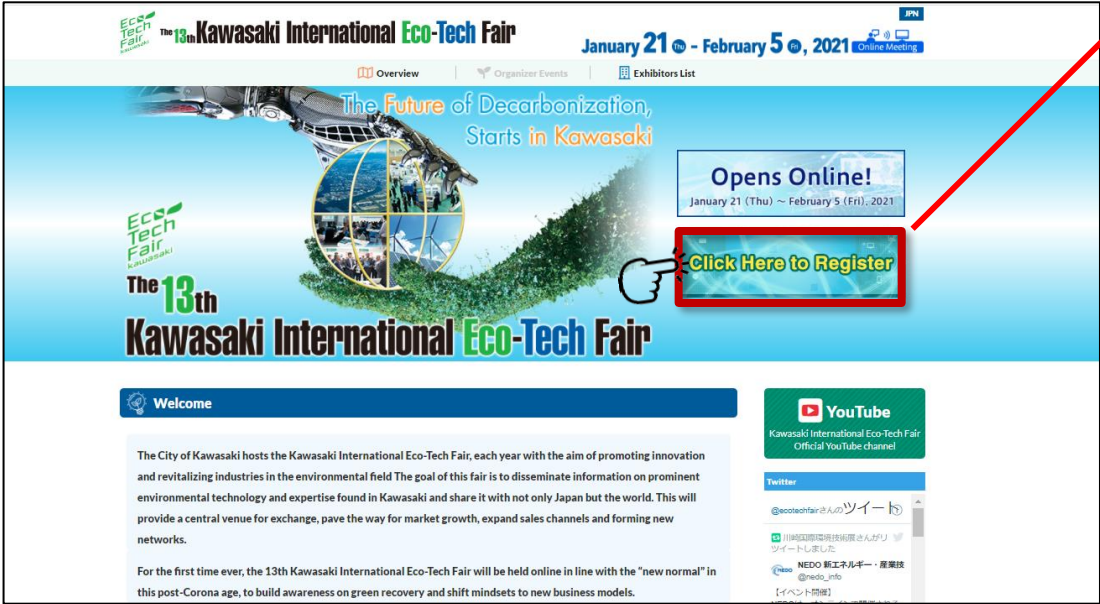 Eco
Tech
Fair
kawasaki
The 13th Kawasaki International Eco-Tech Fair
JPN
January 21 Thu - February 5 Fri, 2021
Online Meeting
Overview
Organizer Events
Exhibitors List
The Future of Decarbonization,
Starts in Kawasaki
Opens Online!
January 21 (Thu) ~ February 5 (Fri), 2021
Click Here to Register
Eco
Tech
Fair
kawasaki
The 13th
Kawasaki International Eco-Tech Fair
Welcome
The City of Kawasaki hosts the Kawasaki International Eco-Tech Fair, each year with the aim of promoting innovation
and revitalizing industries in the environmental field The goal of this fair is to disseminate information on prominent
environmental technology and expertise found in Kawasaki and share it with not only Japan but the world. This will
provide a central venue for exchange, pave the way for market growth, expand sales channels and forming new
networks.
For the first time ever, the 13th Kawasaki International Eco-Tech Fair will be held online in line with the "new normal" in
this post-Corona age, to build awareness on green recovery and shift mindsets to new business models.
YouTube
Kawasaki International Eco-Tech Fair
Official YouTube channel
Twitter
@ecotechfairさんのツイート
川崎国際環境技術展さんがリ
ツイートしました
NEDO 新エネルギー・産業技
@nedo_info
【イベント開催】